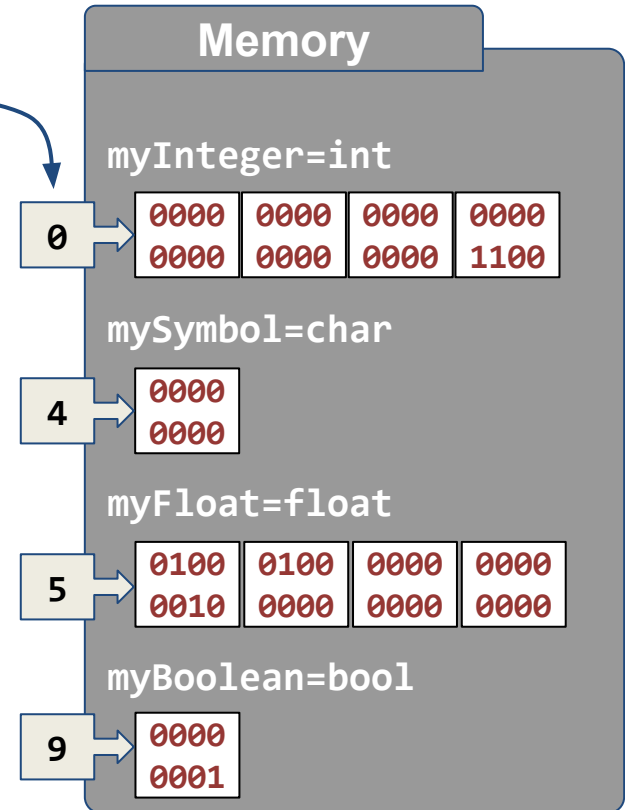 Memory
myInteger=int
0 0000 0000 0000 0000
0000 0000 0000 1100
mySymbol=char
4 0000
0000
myFloat=float
5 0100 0100 0000 0000
0010 0000 0000 0000
myBoolean=bool
9 0000
0001